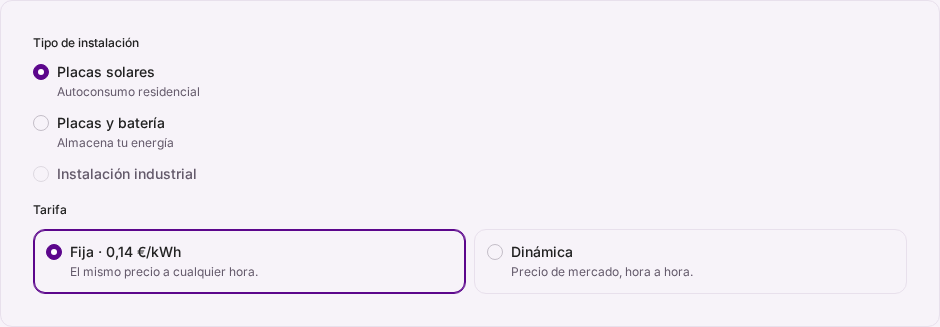 Tipo de instalación
Placas solares
Autoconsumo residencial
Placas y batería
Almacena tu energía
Instalación industrial
Tarifa
Fija · 0,14 €/kWh
El mismo precio a cualquier hora.
Dinámica
Precio de mercado, hora a hora.